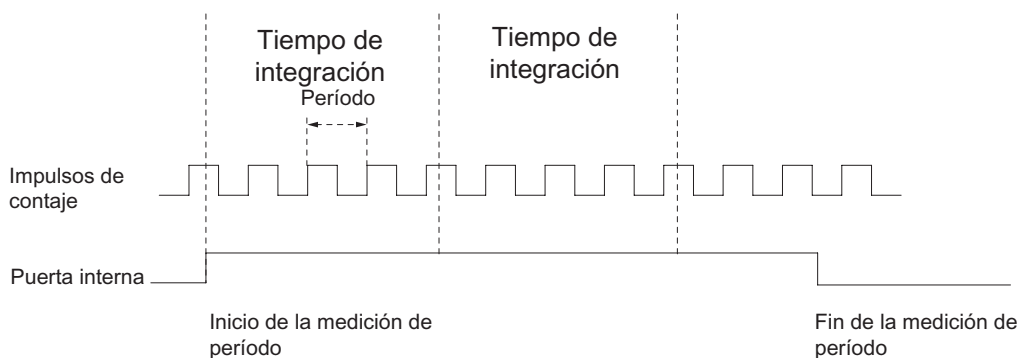 Tiempo de
integración
Tiempo de
integración
Período
Impulsos de
contaje
Puerta interna
Inicio de la medición de
período
Fin de la medición de
período